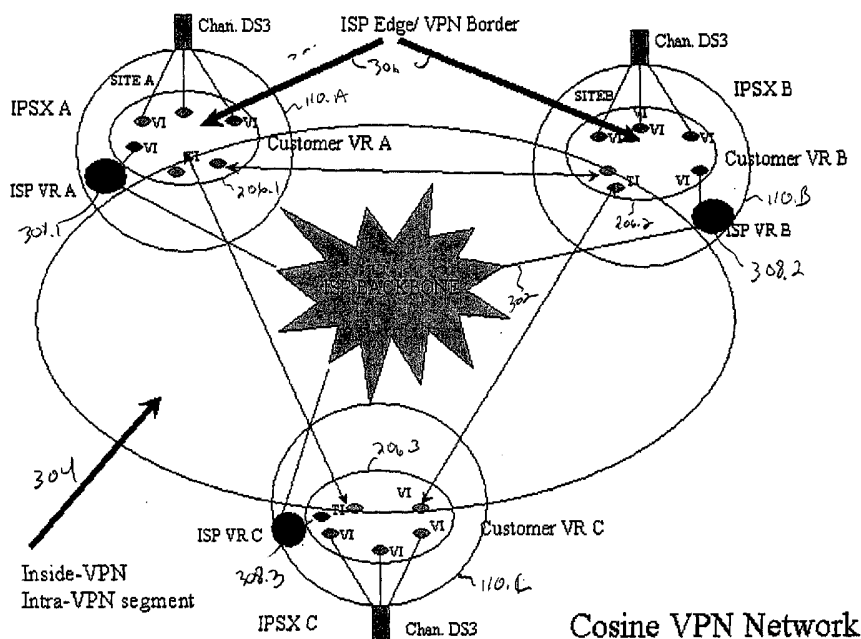 Chan. DS3
ISP Edge/ VPN Border
Chan. DS3
306
SITE A
110.A
IPSX A
IPSX B
SITE B
VI
VI
VI
VI
VI
VI
VI
Customer VR A
Customer VR B
TI
VI
ISP VR A
206.1
206.2
110.B
ISP VR B
308.2
ISP BACKBONE
302
304
206.3
VI
TI
VI
VI
VI
ISP VR C
Customer VR C
308.3
110.C
Inside-VPN
Intra-VPN segment
IPSX C
Chan. DS3
Cosine VPN Network